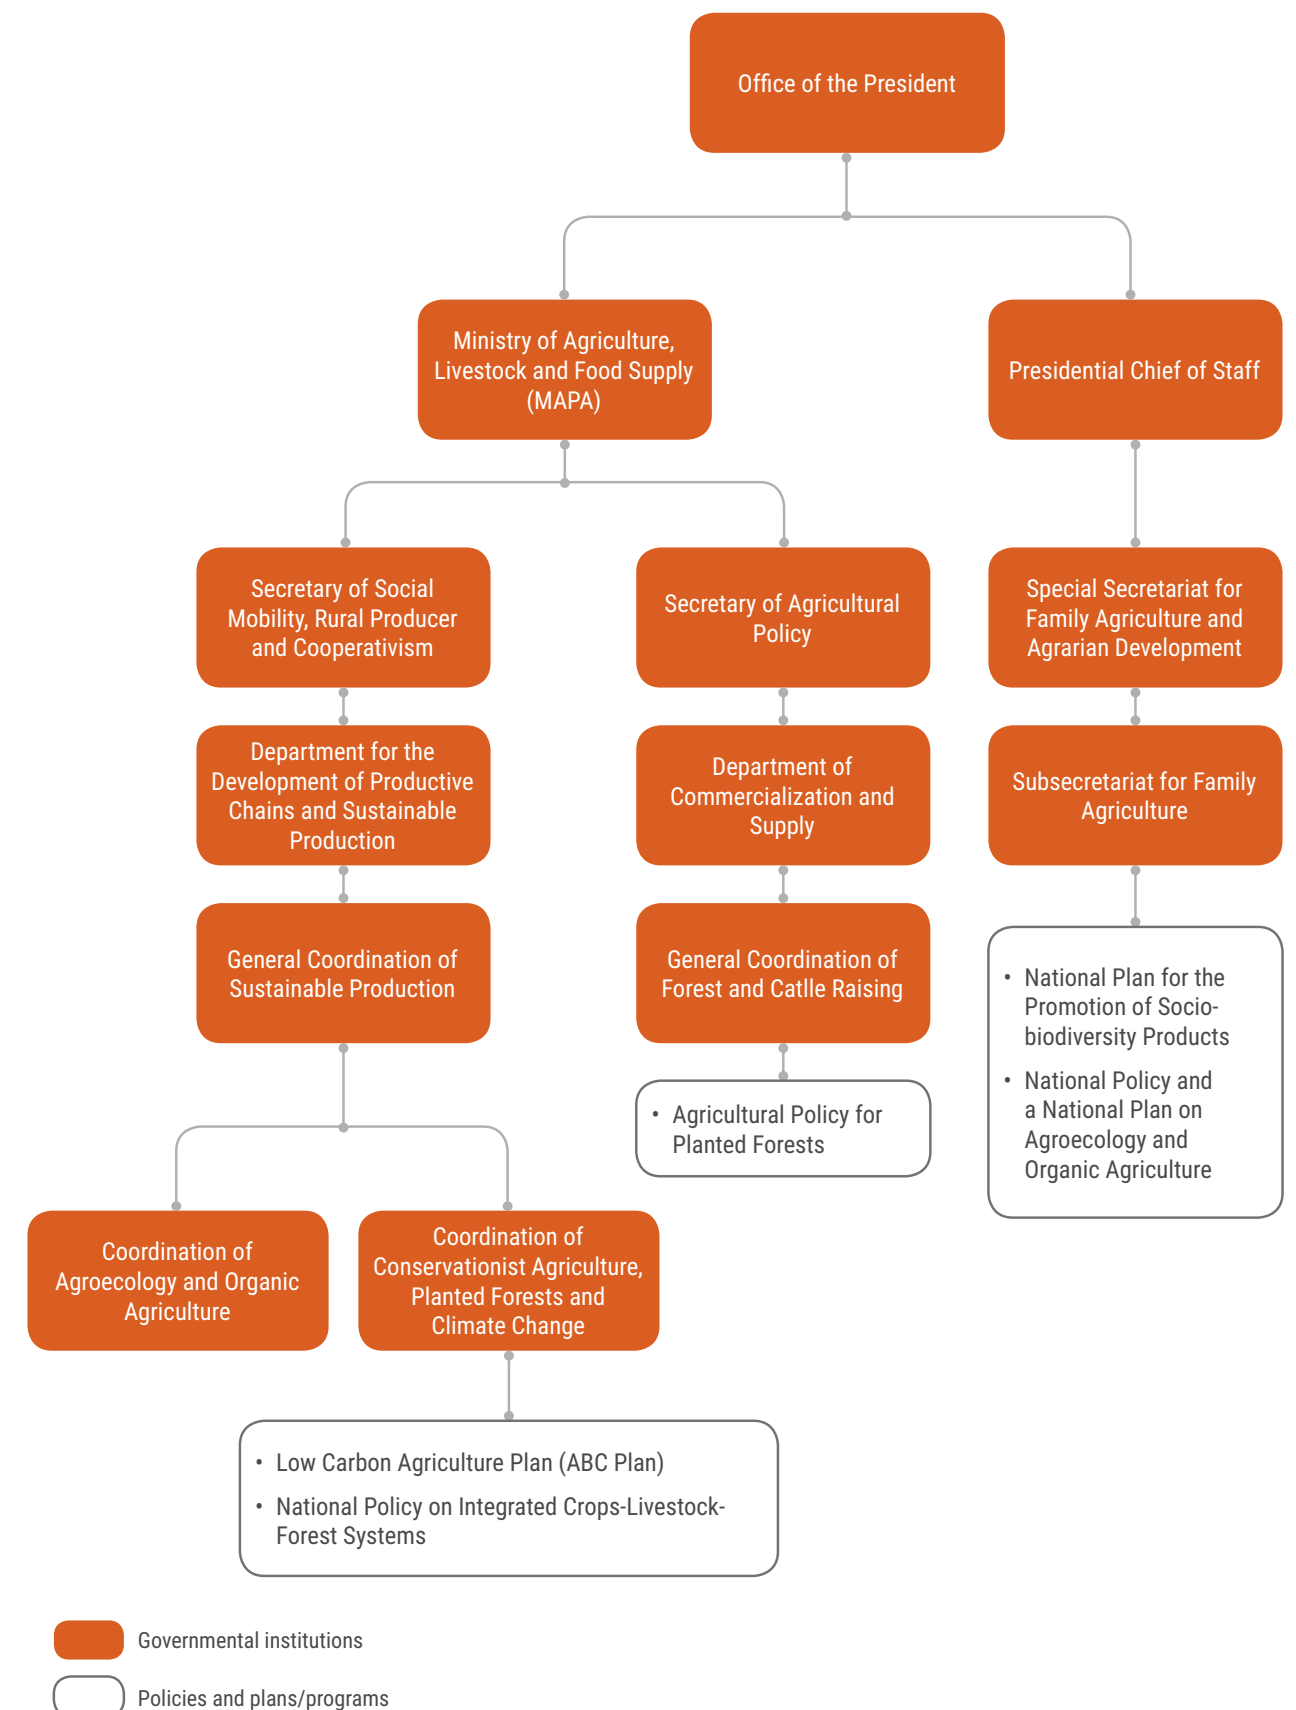 Office of the President
Ministry of Agriculture,
Livestock and Food Supply
(MAPA)
Presidential Chief of Staff
Secretary of Social
Mobility, Rural Producer
and Cooperativism
Secretary of Agricultural
Policy
Special Secretariat for
Family Agriculture and
Agrarian Development
Department for the
Development of Productive
Chains and Sustainable
Production
Department of
Commercialization and
Supply
Subsecretariat for Family
Agriculture
General Coordination of
Sustainable Production
General Coordination of
Forest and Catlle Raising
• National Plan for the
Promotion of Socio-
biodiversity Products
• National Policy and
a National Plan on
Agroecology and
Organic Agriculture
• Agricultural Policy for
Planted Forests
Coordination of
Agroecology and Organic
Agriculture
Coordination of
Conservationist Agriculture,
Planted Forests and
Climate Change
• Low Carbon Agriculture Plan (ABC Plan)
• National Policy on Integrated Crops-Livestock-
Forest Systems
Governmental institutions
Policies and plans/programs